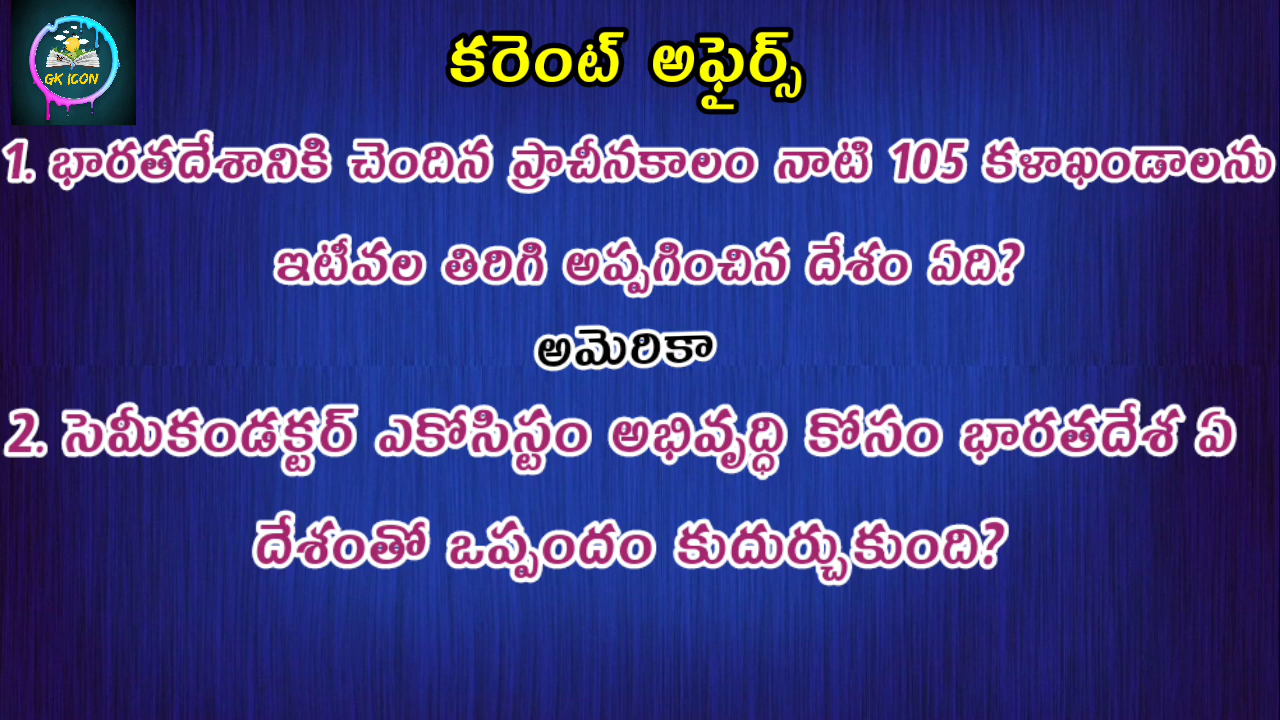 GK ICON
కరెంట్ అఫైర్స్
1. భారతదేశానికి చెందిన ప్రాచీనకాలం నాటి 105 కళాఖండాలను
ఇటీవల తిరిగి అప్పగించిన దేశం ఏది?
అమెరికా
2. సెమీకండక్టర్ ఎకోసిస్టం అభివృద్ధి కోసం భారతదేశ ఏ
దేశంతో ఒప్పందం కుదుర్చుకుంది?